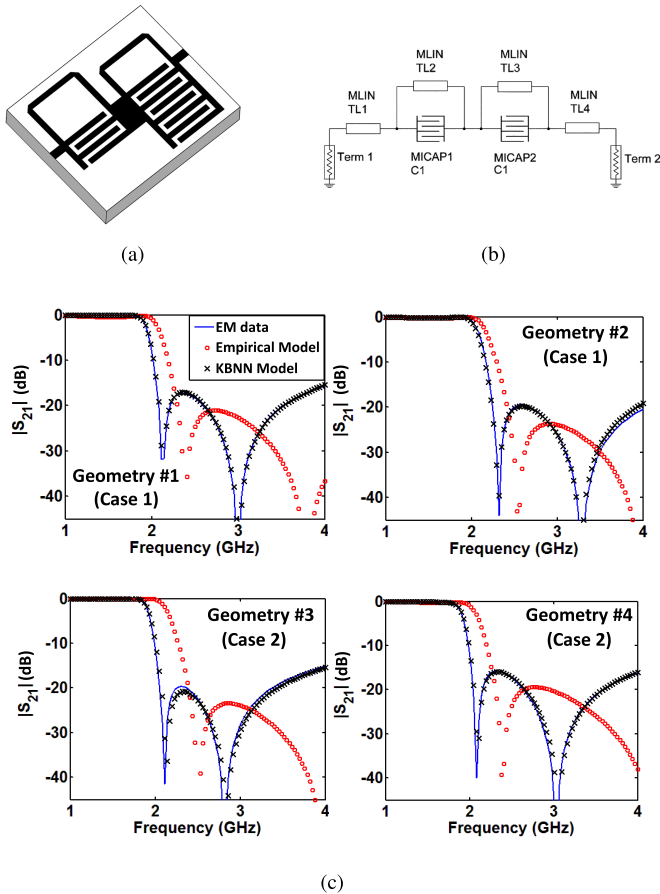 MLIN
TL2
MLIN
TL3
MLIN
TL1
MLIN
TL4
Term 1
MICAP1
C1
MICAP2
C1
Term 2
(a)
(b)
0
-10
-20
-30
-40
|S21| (dB)
EM data
Empirical Model
KBNN Model
Geometry #1
(Case 1)
1
2
3
4
Frequency (GHz)
0
-10
-20
-30
-40
|S21| (dB)
Geometry #2
(Case 1)
1
2
3
4
Frequency (GHz)
0
-10
-20
-30
-40
|S21| (dB)
Geometry #3
(Case 2)
1
2
3
4
Frequency (GHz)
0
-10
-20
-30
-40
|S21| (dB)
Geometry #4
(Case 2)
1
2
3
4
Frequency (GHz)
(c)